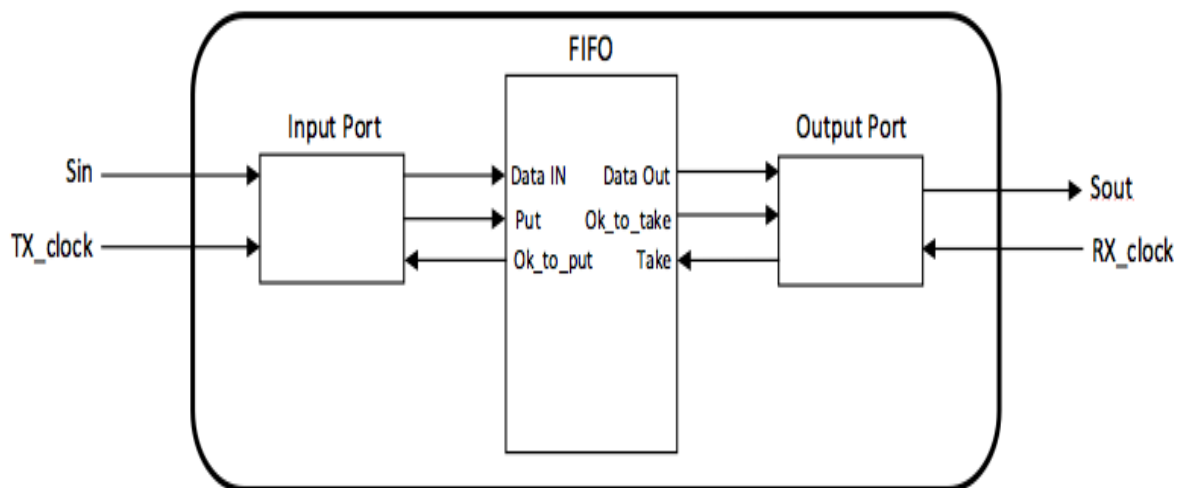 FIFO
Input Port
Output Port
Sin
Data IN
Data Out
Sout
Put
Ok_to_take
TX_clock
Ok_to_put
Take
RX_clock